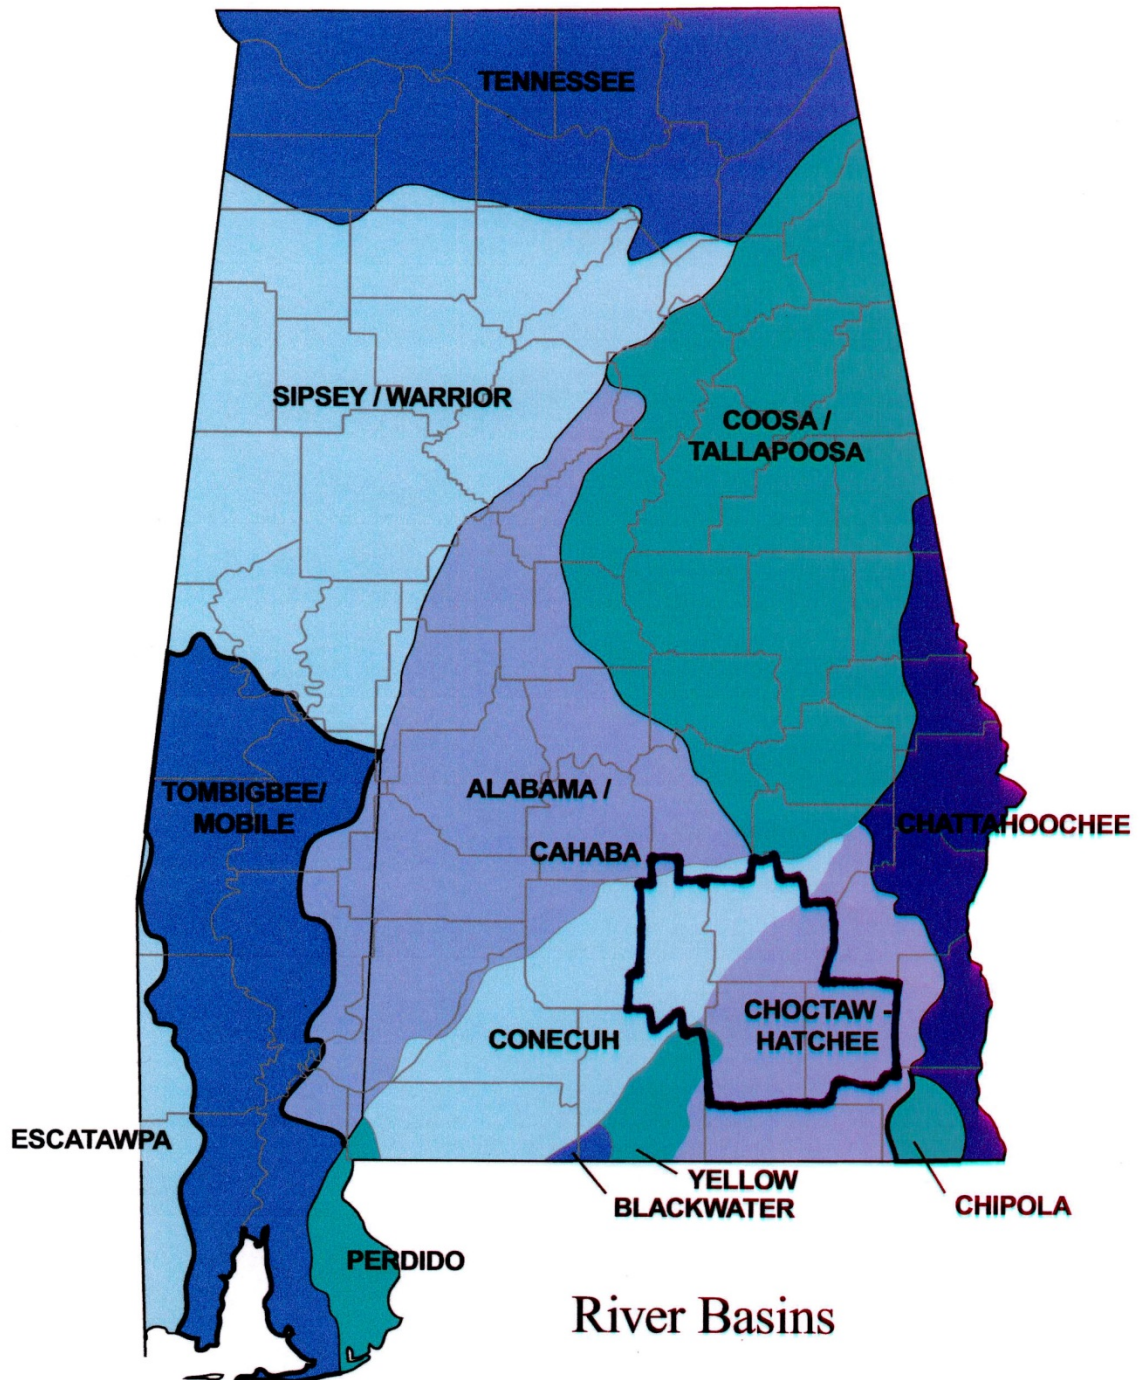 TENNESSEE
SIPSEY / WARRIOR
COOSA /
TALLAPOOSA
TOMBIGBEE/
MOBILE
ALABAMA /
CAHABA
CHATTAHOOCHEE
CONECUH
CHOCTAW -
HATCHEE
ESCATAWPA
YELLOW
BLACKWATER
CHIPOLA
PERDIDO
River Basins